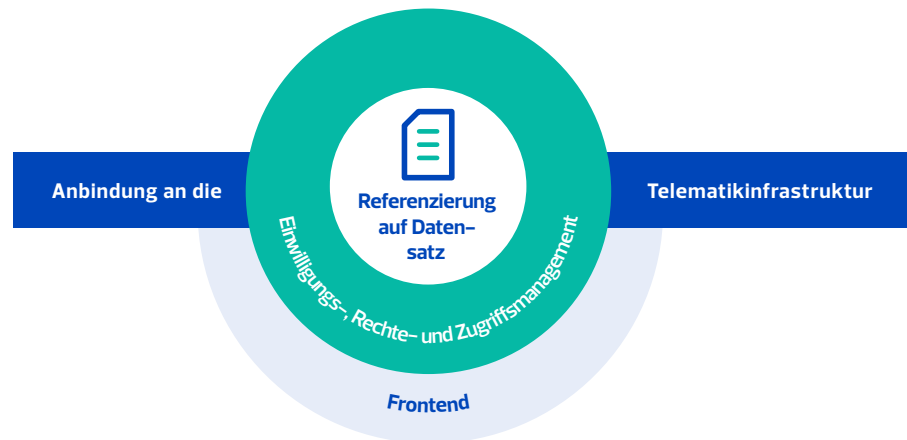 Anbindung an die
Telematikinfrastruktur
Referenzierung
auf Daten-
satz
Einwilligungs-, Rechte- und Zugriffsmanagement
Frontend